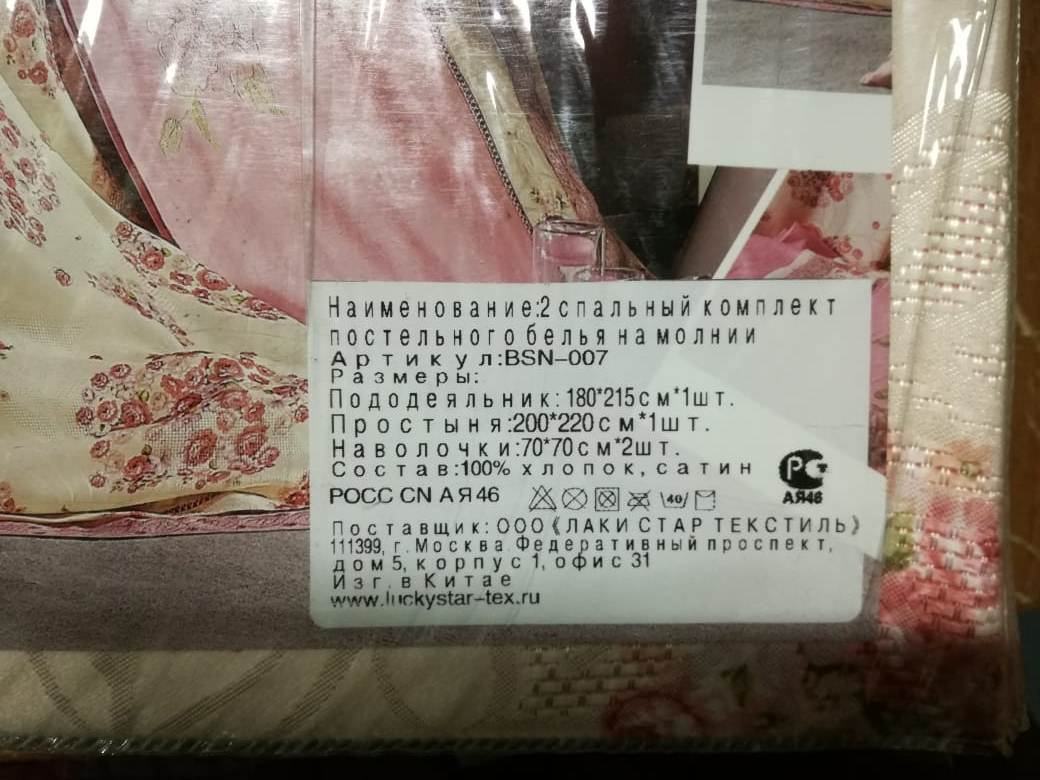 Наименование:2 спальный комплект
постельного белья на молнии
Артикул:BSN-007
Размеры:
Пододеяльник: 180*215см*1шт.
Простыня:200*220см*1шт.
Наволочки:70*70см*2шт.
Состав:100% хлопок, сатин
РОСС CN АЯ46
40
АЯ46
Поставщик: ООО《ЛАКИ СТАР ТЕКСТИЛЬ》
111399, г. Москва Федеративный проспект,
дом 5, корпус 1, офис 31
Изг. в Китае
www.luckystar-tex.ru